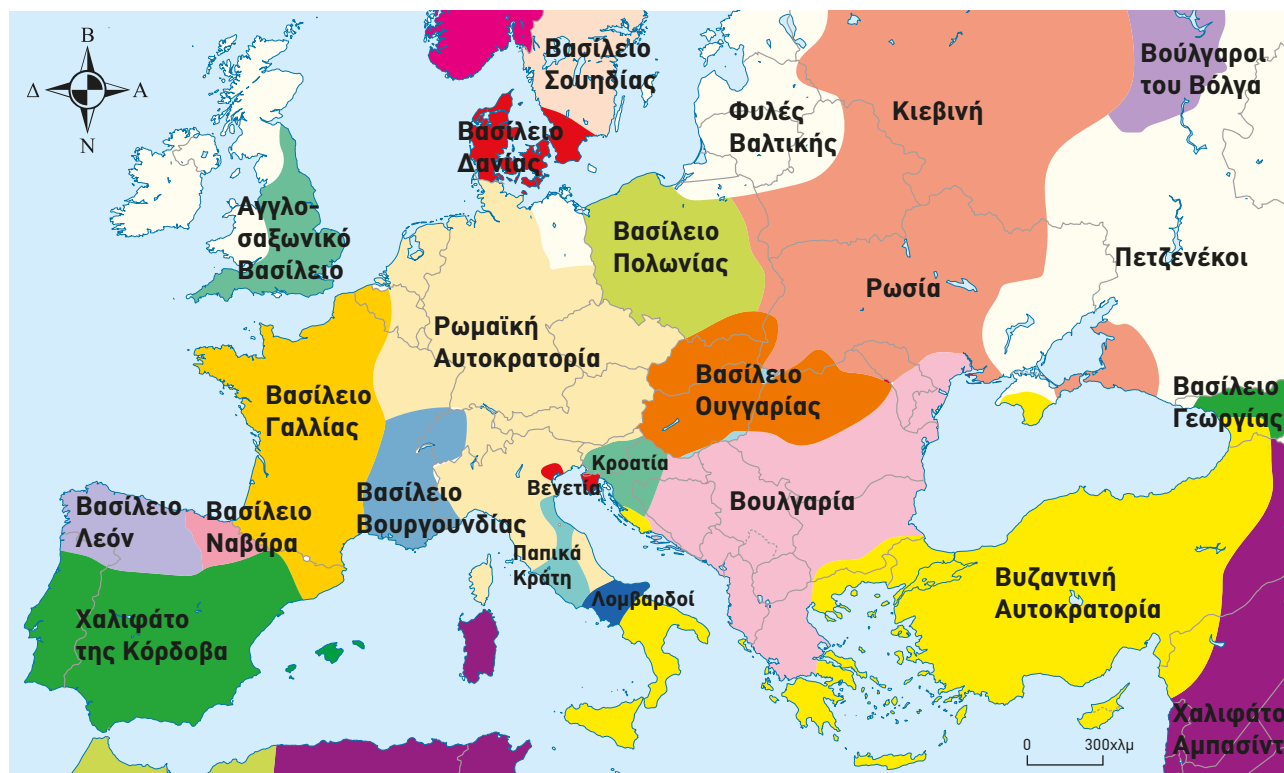 Β
Δ
Α
Ν
Βασίλειο
Σουηδίας
Βούλγαροι
του Βόλγα
Φυλές
Βαλτικής
Κιεβινή
Βασίλειο
Δανίας
Αγγλο-
σαξωνικό
Βασίλειο
Βασίλειο
Πολωνίας
Πετζενέκοι
Ρωσία
Ρωμαϊκή
Αυτοκρατορία
Βασίλειο
Γαλλίας
Βασίλειο
Ουγγαρίας
Βασίλειο
Γεωργίας
Κροατία
Βενετία
Βασίλειο
Βουργουνδίας
Βασίλειο
Λεόν
Βασίλειο
Ναβάρα
Βουλγαρία
Παπικά
Κράτη
Λομβαρδοί
Βυζαντινή
Αυτοκρατορία
Χαλιφάτο
της Κόρδοβα
Χαλιφάτο
Αμπασίντ
0 300χλμ